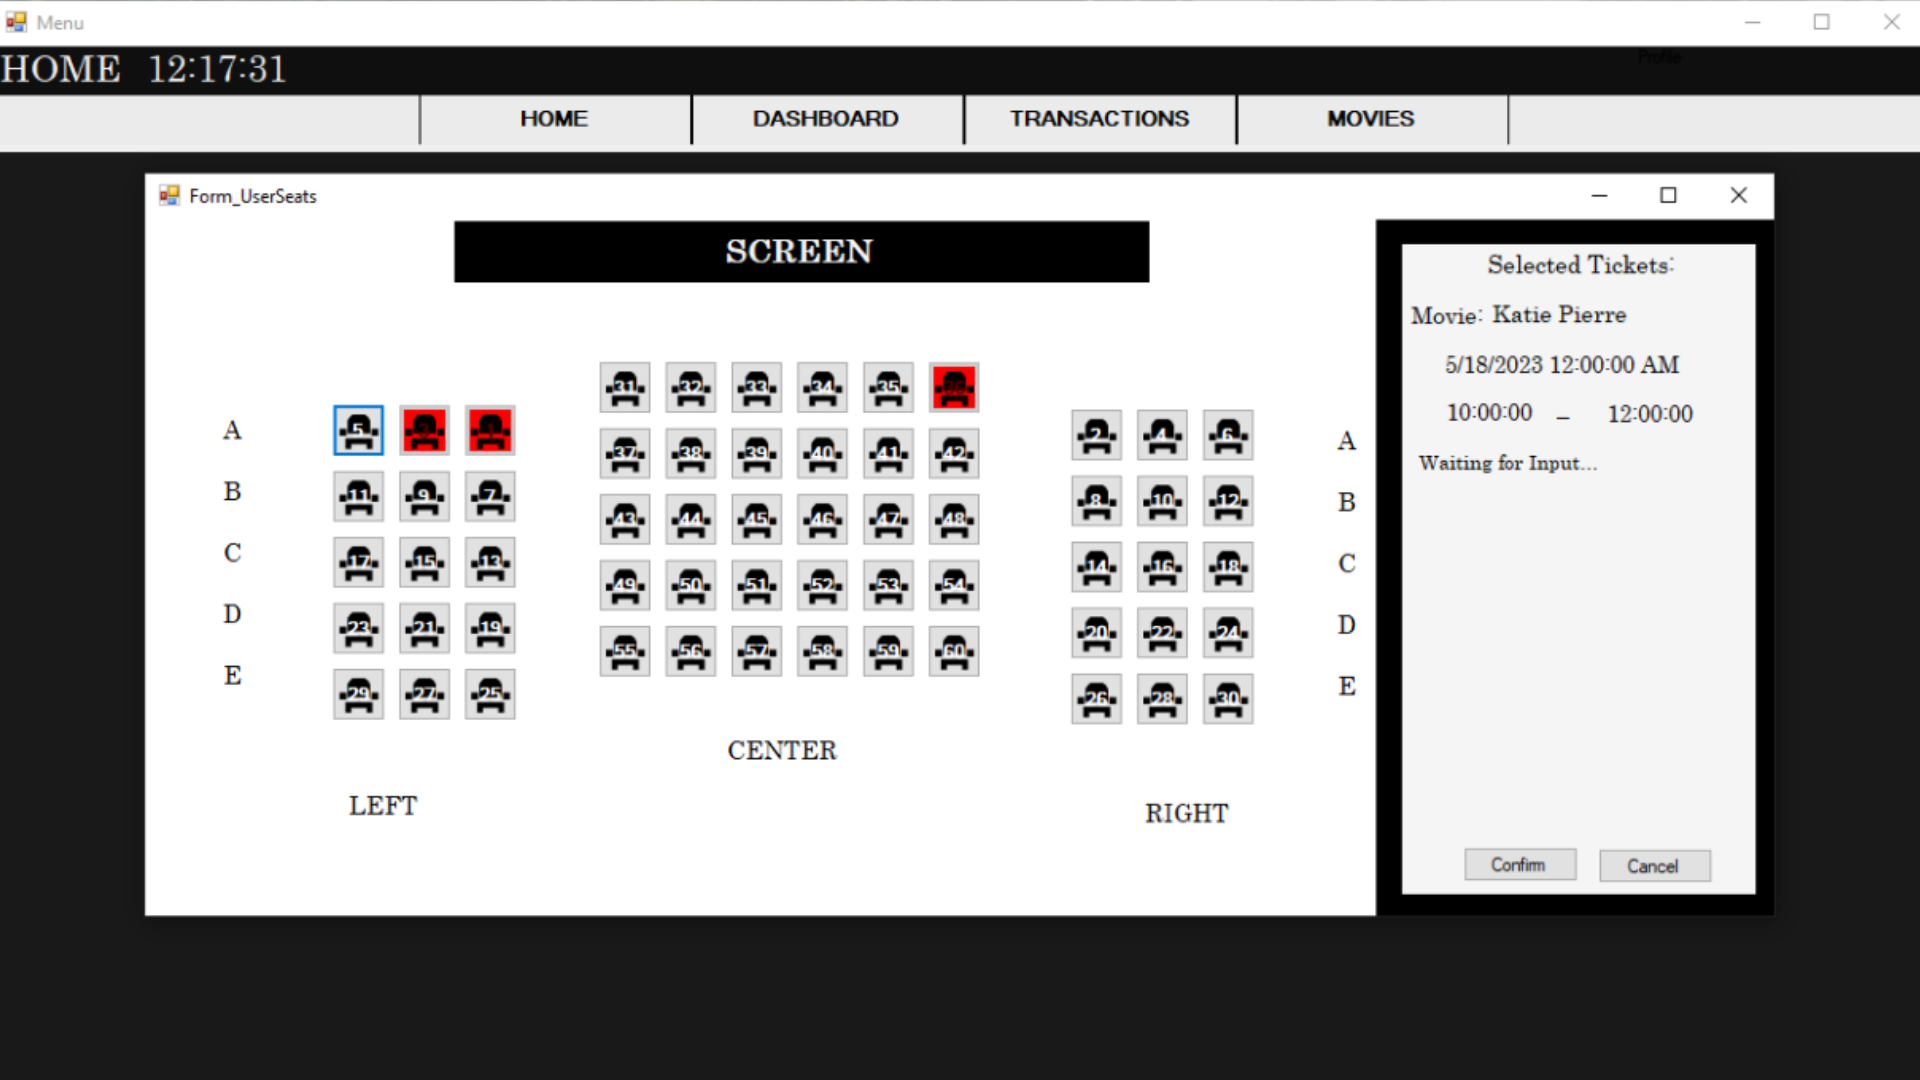 Menu
HOME 12:17:31
Profile
HOME DASHBOARD TRANSACTIONS MOVIES
Form_UserSeats
SCREEN
Selected Tickets:
Movie: Katie Pierre
5/18/2023 12:00:00 AM
10:00:00 – 12:00:00
Waiting for Input...
31 32 33 34 35 36
A 5 3 1 2 4 6 A
37 38 39 40 41 42
B 11 9 7 8 10 12 B
43 44 45 46 47 48
C 17 15 13 14 16 18 C
49 50 51 52 53 54
D 23 21 19 20 22 24 D
55 56 57 58 59 60
E 29 27 25 26 28 30 E
CENTER
LEFT
RIGHT
Confirm Cancel